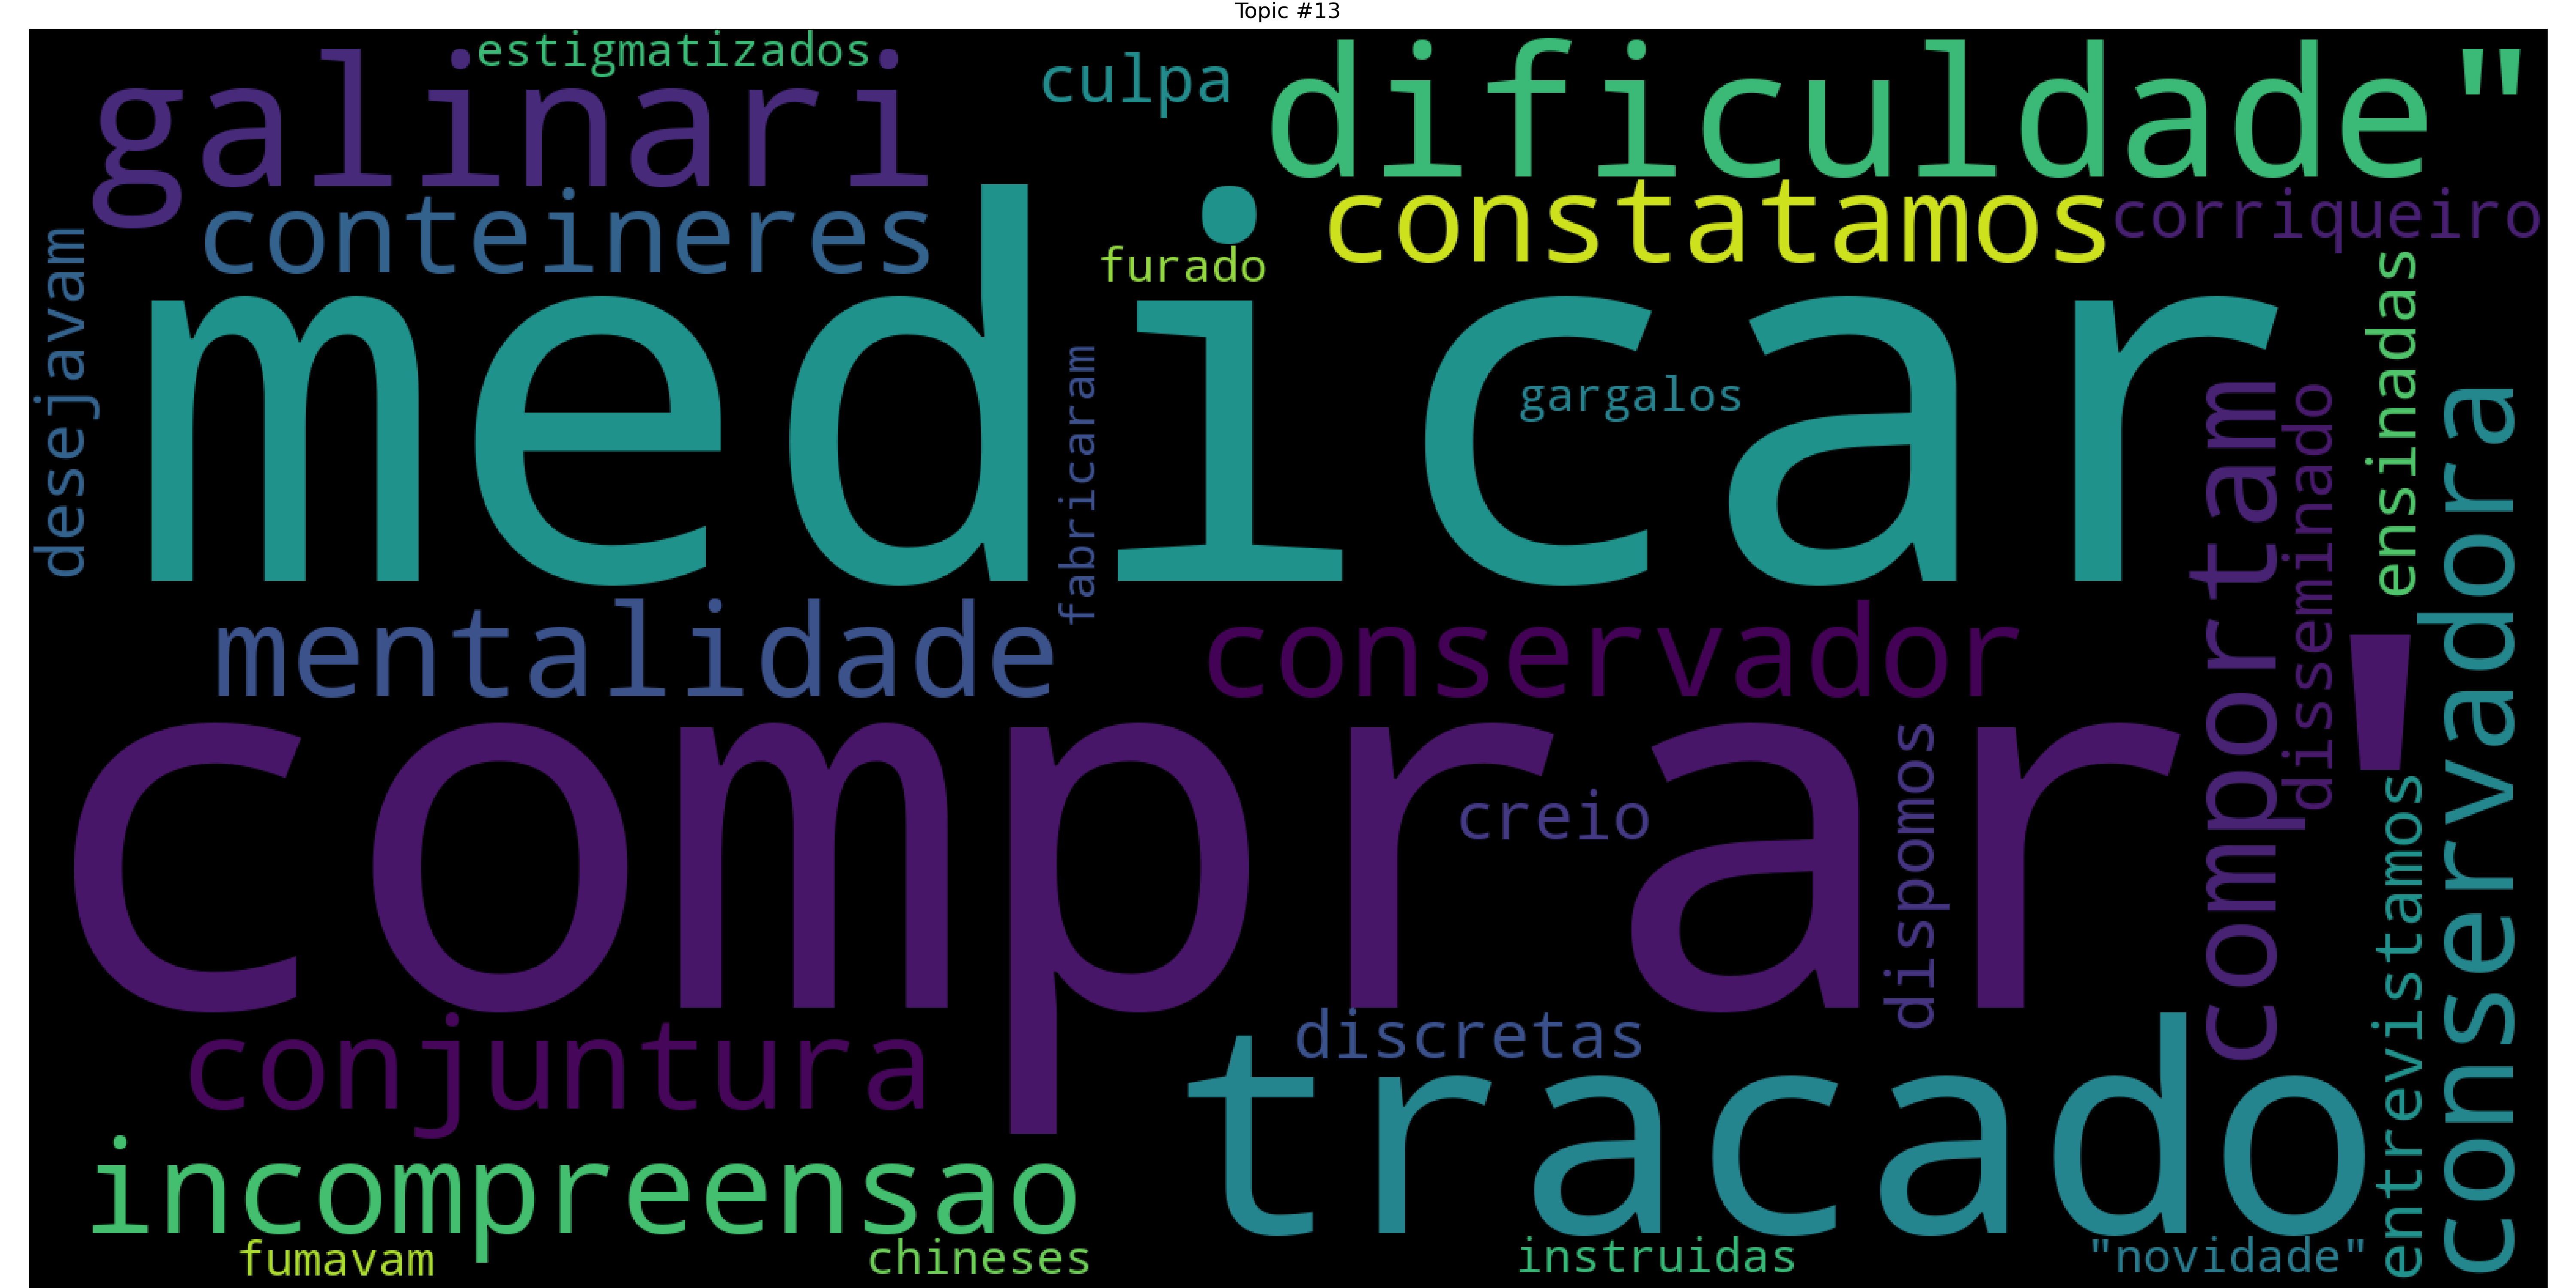 Topic #13
estigmatizados
galinari
culpa
dificuldade"
conteineres
constatamos
corriqueiro
furado
desejavam
medicar
ensinadas
fabricaram
gargalos
comportam
disseminado
conservadora
mentalidade
conservador
comprar'
creio
dispomos
entrevistamos
conjuntura
discretas
tracado
incompreensao
fumavam
chineses
instruidas
"novidade"